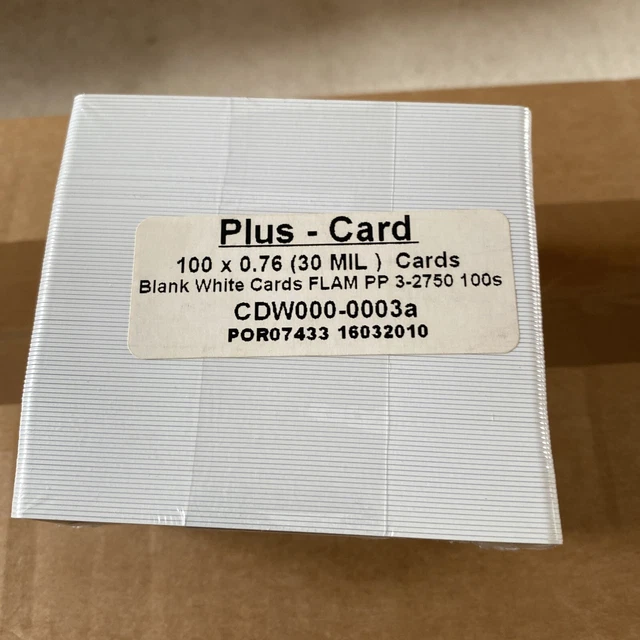 Plus - Card
100 x 0.76 (30 MIL ) Cards
Blank White Cards FLAM PP 3-2750 100s
CDW000-0003a
POR07433 16032010